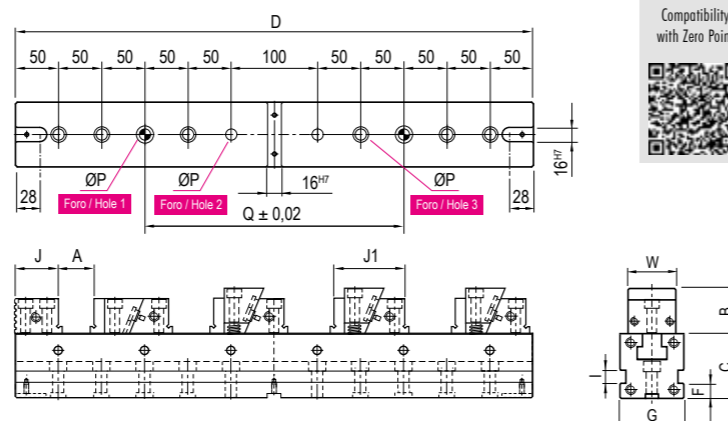 Compatibility
with Zero Poin
D
50 50 50 50 50 100 50 50 50 50 50
ØP ØP 16H7 ØP 16H7
28 Foro / Hole 1 Foro / Hole 2 Foro / Hole 3 28
Q ± 0,02
J A J1 W
B
C
I
F
G